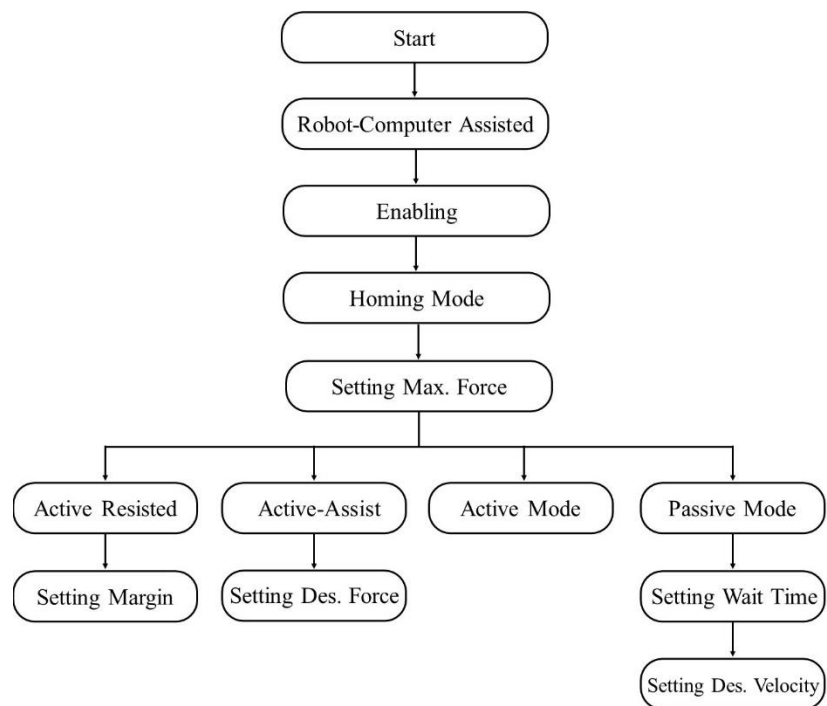 Start
Robot-Computer Assisted
Enabling
Homing Mode
Setting Max. Force
Active Resisted
Active-Assist
Active Mode
Passive Mode
Setting Margin
Setting Des. Force
Setting Wait Time
Setting Des. Velocity